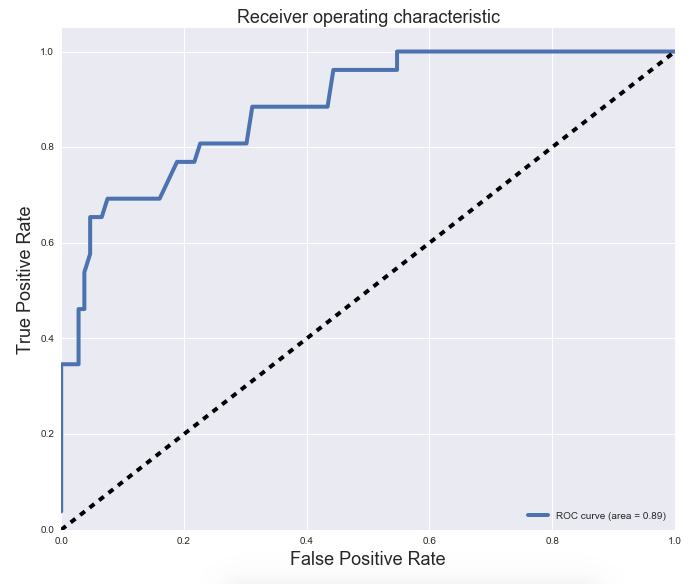 Receiver operating characteristic
1.0
0.8
0.6
0.4
0.2
0.0
True Positive Rate
0.0 0.2 0.4 0.6 0.8 1.0
False Positive Rate
ROC curve (area = 0.89)